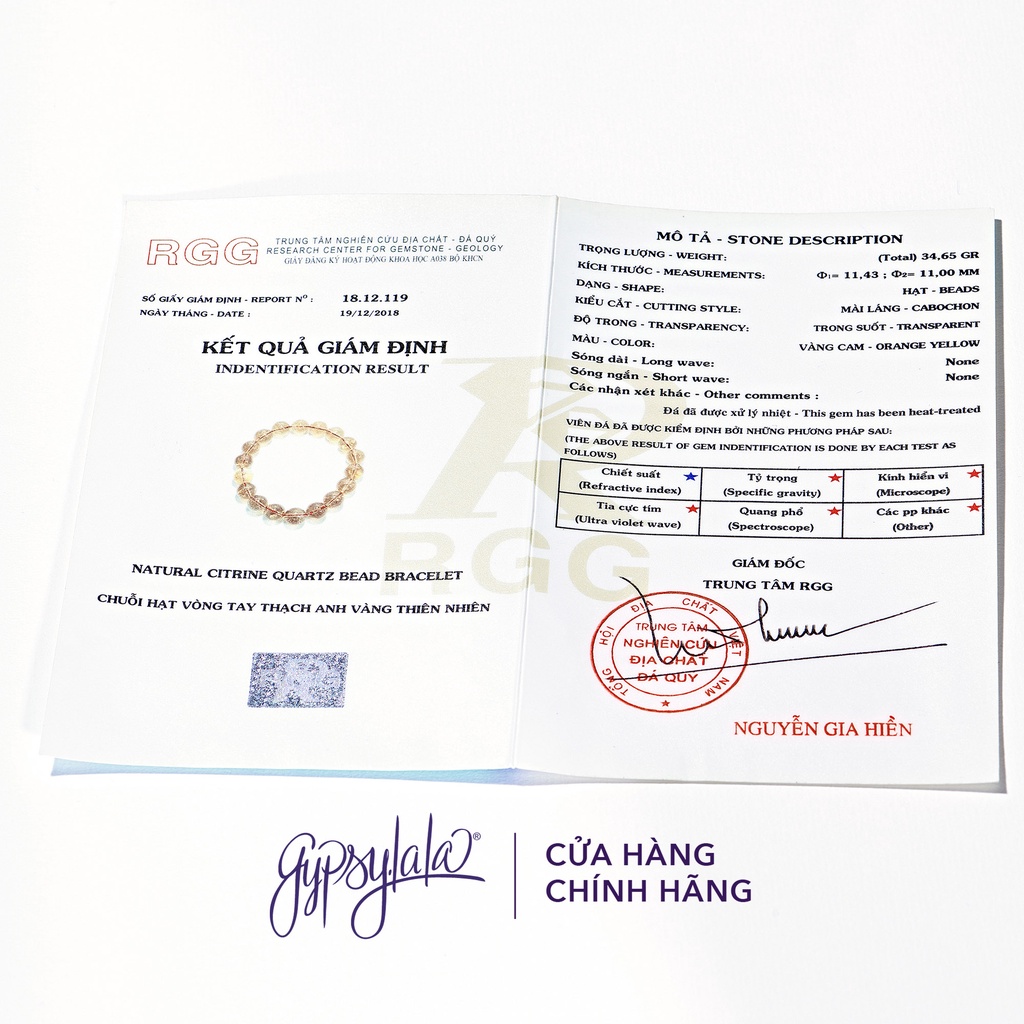 RGG
TRUNG TÂM NGHIÊN CỨU ĐỊA CHẤT - ĐÁ QUÝ
RESEARCH CENTER FOR GEMSTONE - GEOLOGY
GIẤY ĐĂNG KÝ HOẠT ĐỘNG KHOA HỌC A038 BỘ KHCN
SỐ GIẤY GIÁM ĐỊNH - REPORT Nº : 18.12.119
NGÀY THÁNG - DATE : 19/12/2018
KẾT QUẢ GIÁM ĐỊNH
INDENTIFICATION RESULT
NATURAL CITRINE QUARTZ BEAD BRACELET
CHUỖI HẠT VÒNG TAY THẠCH ANH VÀNG THIÊN NHIÊN
RGG
MÔ TẢ - STONE DESCRIPTION
TRỌNG LƯỢNG - WEIGHT: (Total) 34,65 GR
KÍCH THƯỚC - MEASUREMENTS: Φ1= 11,43 ; Φ2= 11,00 MM
DẠNG - SHAPE: HẠT - BEADS
KIỂU CẮT - CUTTING STYLE: MÀI LÁNG - CABOCHON
ĐỘ TRONG - TRANSPARENCY: TRONG SUỐT - TRANSPARENT
MÀU - COLOR: VÀNG CAM - ORANGE YELLOW
Sóng dài - Long wave: None
Sóng ngắn - Short wave: None
Các nhận xét khác - Other comments :
Đá đã được xử lý nhiệt - This gem has been heat-treated
VIÊN ĐÁ ĐÃ ĐƯỢC KIỂM ĐỊNH BỞI NHỮNG PHƯƠNG PHÁP SAU:
(THE ABOVE RESULT OF GEM INDENTIFICATION IS DONE BY EACH TEST AS
FOLLOWS)
Chiết suất Tỷ trọng Kính hiển vi
(Refractive index) (Specific gravity) (Microscope)
Tia cực tím Quang phổ Các pp khác
(Ultra violet wave) (Spectroscope) (Other)
GIÁM ĐỐC
TRUNG TÂM RGG
TỔNG HỘI ĐỊA CHẤT VIỆT NAM
TRUNG TÂM
NGHIÊN CỨU
ĐỊA CHẤT
ĐÁ QUÝ
NGUYỄN GIA HIỀN
gypsy.lala®
CỬA HÀNG
CHÍNH HÃNG